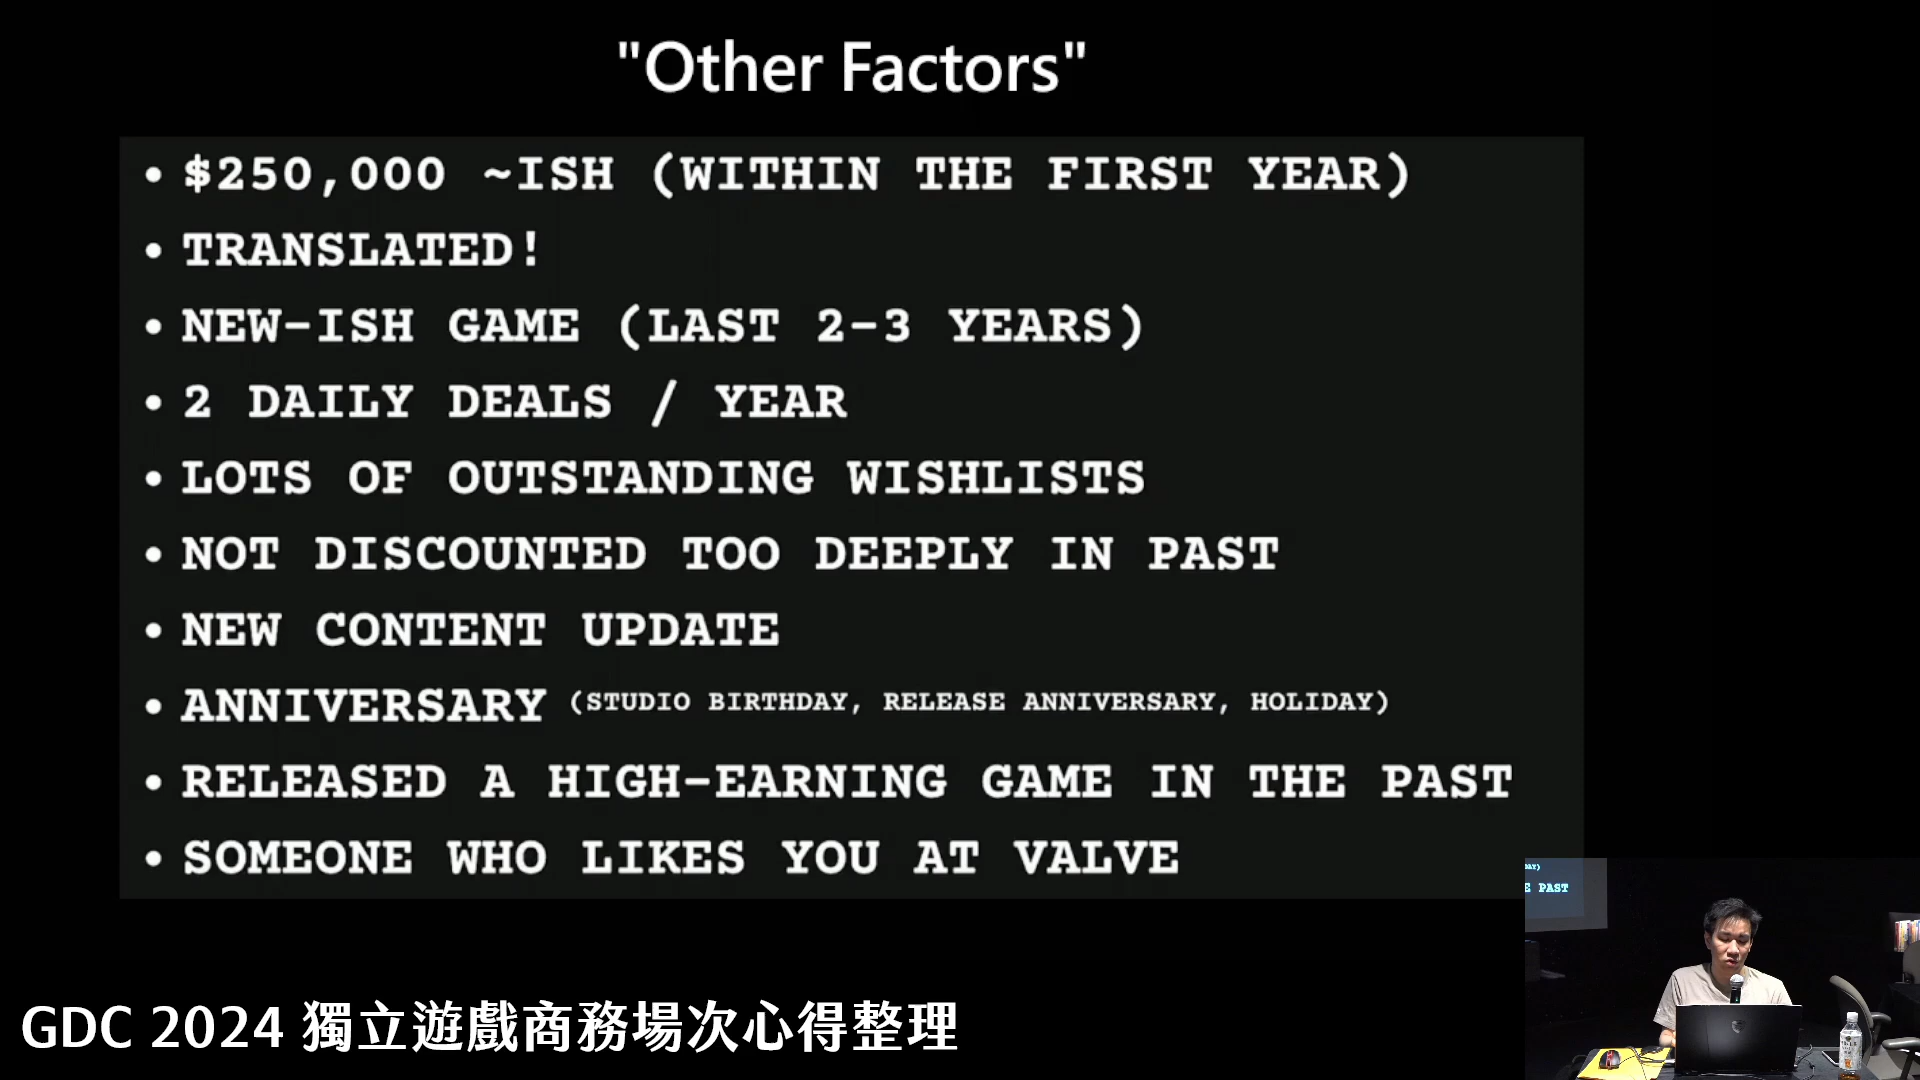 "Other Factors"
• $250,000 ~ISH (WITHIN THE FIRST YEAR)
• TRANSLATED!
• NEW-ISH GAME (LAST 2-3 YEARS)
• 2 DAILY DEALS / YEAR
• LOTS OF OUTSTANDING WISHLISTS
• NOT DISCOUNTED TOO DEEPLY IN PAST
• NEW CONTENT UPDATE
• ANNIVERSARY (STUDIO BIRTHDAY, RELEASE ANNIVERSARY, HOLIDAY)
• RELEASED A HIGH-EARNING GAME IN THE PAST
• SOMEONE WHO LIKES YOU AT VALVE
DAY)
E PAST
GDC 2024 獨立遊戲商務場次心得整理